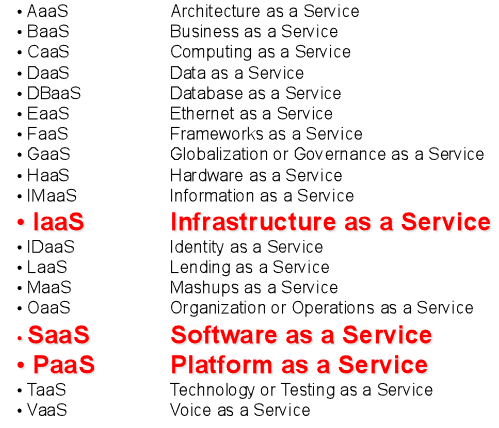 • AaaS Architecture as a Service
• BaaS Business as a Service
• CaaS Computing as a Service
• DaaS Data as a Service
• DBaaS Database as a Service
• EaaS Ethernet as a Service
• FaaS Frameworks as a Service
• GaaS Globalization or Governance as a Service
• HaaS Hardware as a Service
• IMaaS Information as a Service
• IaaS Infrastructure as a Service
• IDaaS Identity as a Service
• LaaS Lending as a Service
• MaaS Mashups as a Service
• OaaS Organization or Operations as a Service
• SaaS Software as a Service
• PaaS Platform as a Service
• TaaS Technology or Testing as a Service
• VaaS Voice as a Service